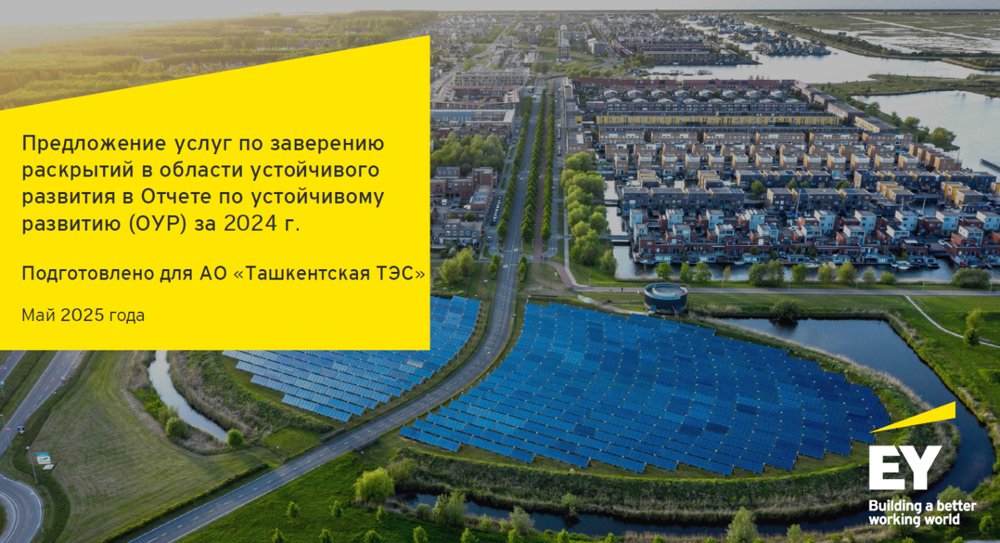 Предложение услуг по заверению
раскрытий в области устойчивого
развития в Отчете по устойчивому
развитию (ОУР) за 2024 г.
Подготовлено для АО «Ташкентская ТЭС»
Май 2025 года
EY
Building a better
working world